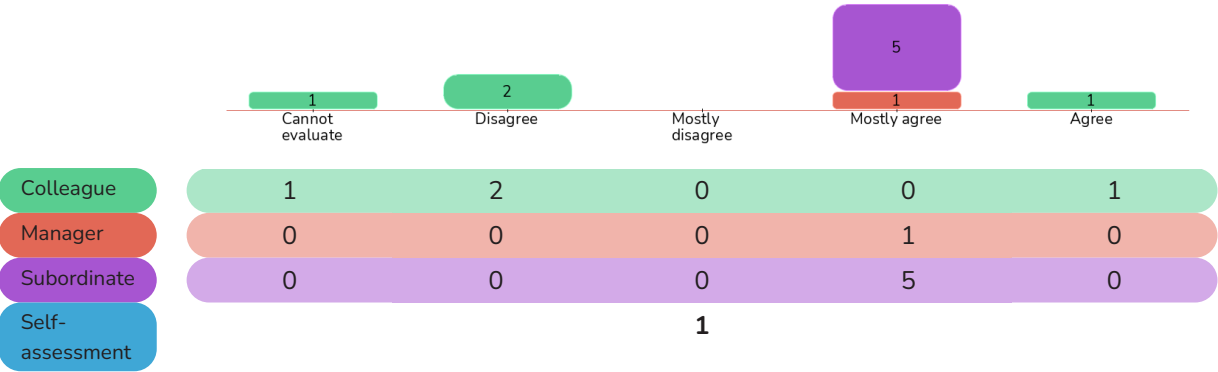 5
1 2 1 1
Cannot evaluate
Disagree
Mostly disagree
Mostly agree
Agree
Colleague 1 2 0 0 1
Manager 0 0 0 1 0
Subordinate 0 0 0 5 0
Self-
assessment 1